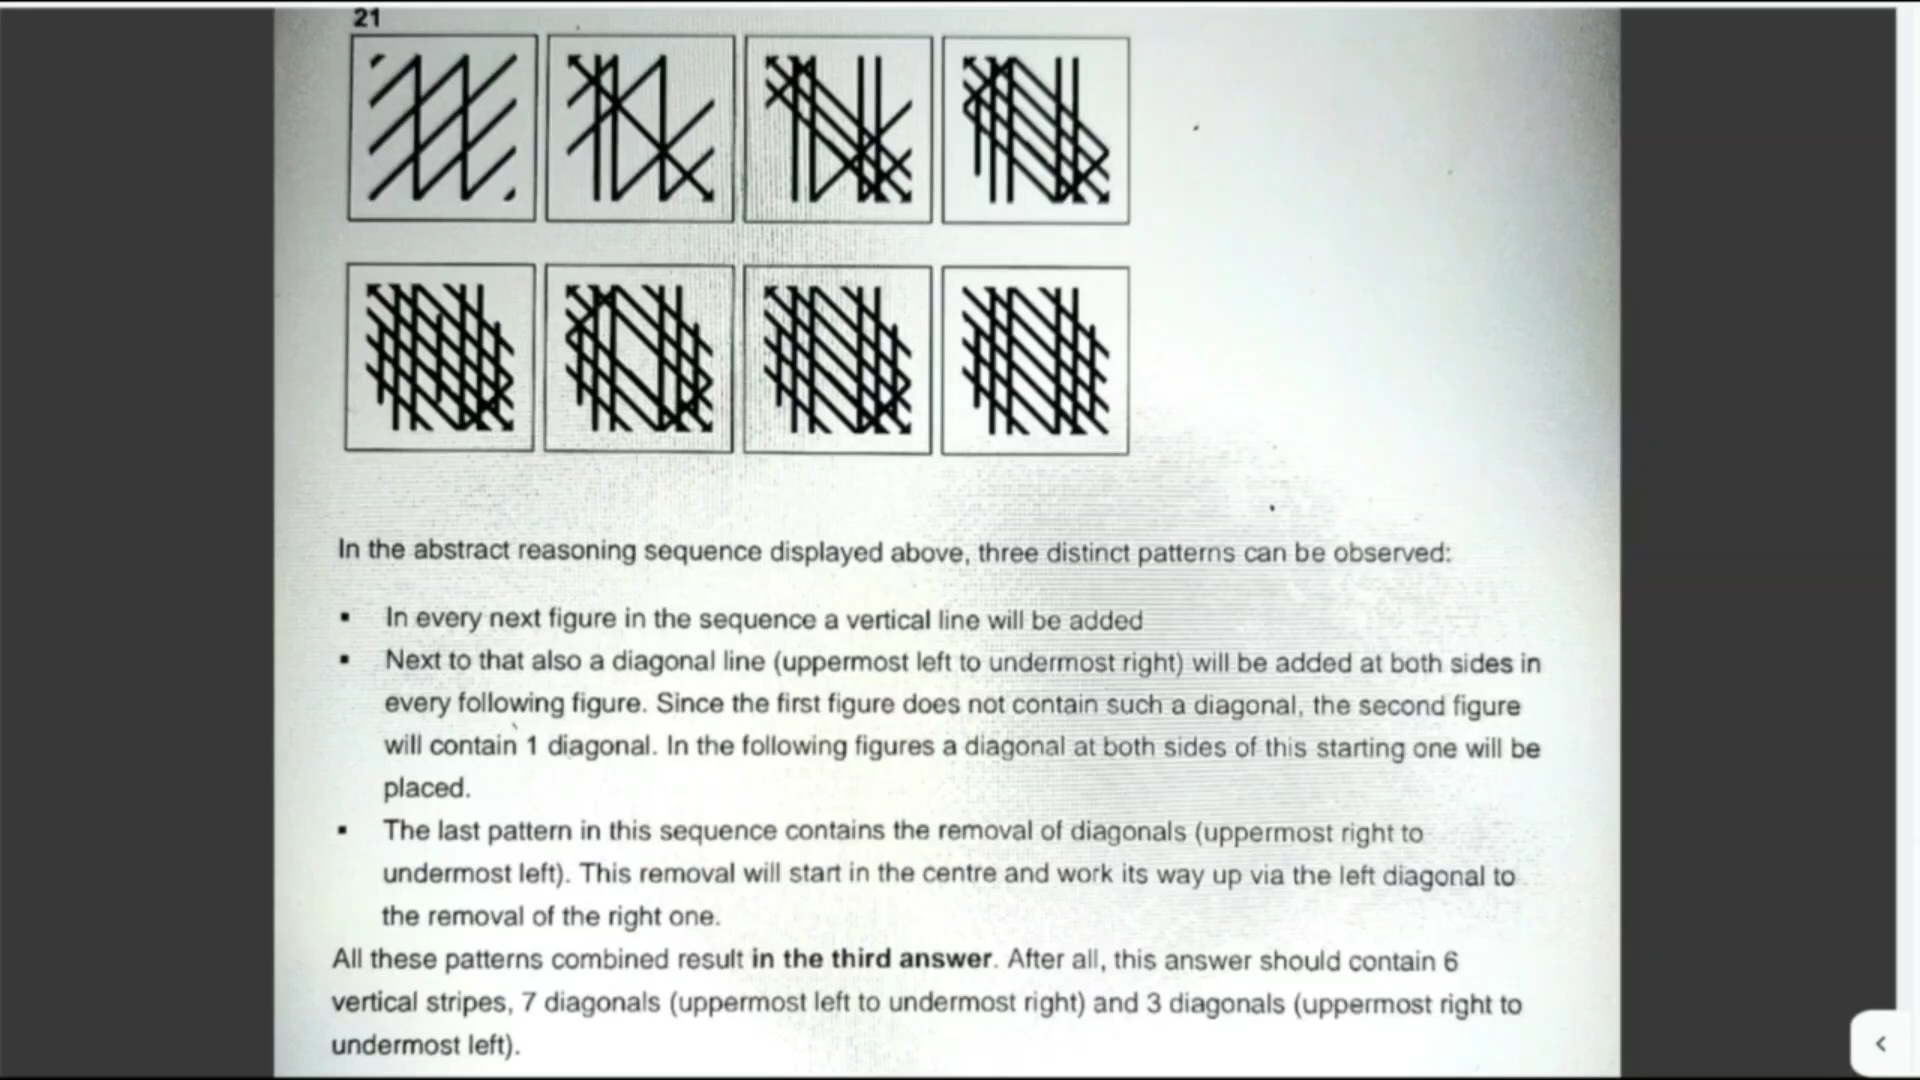 21
In the abstract reasoning sequence displayed above, three distinct patterns can be observed:
▪ In every next figure in the sequence a vertical line will be added
▪ Next to that also a diagonal line (uppermost left to undermost right) will be added at both sides in
every following figure. Since the first figure does not contain such a diagonal, the second figure
will contain 1 diagonal. In the following figures a diagonal at both sides of this starting one will be
placed.
▪ The last pattern in this sequence contains the removal of diagonals (uppermost right to
undermost left). This removal will start in the centre and work its way up via the left diagonal to
the removal of the right one.
All these patterns combined result in the third answer. After all, this answer should contain 6
vertical stripes, 7 diagonals (uppermost left to undermost right) and 3 diagonals (uppermost right to
undermost left).